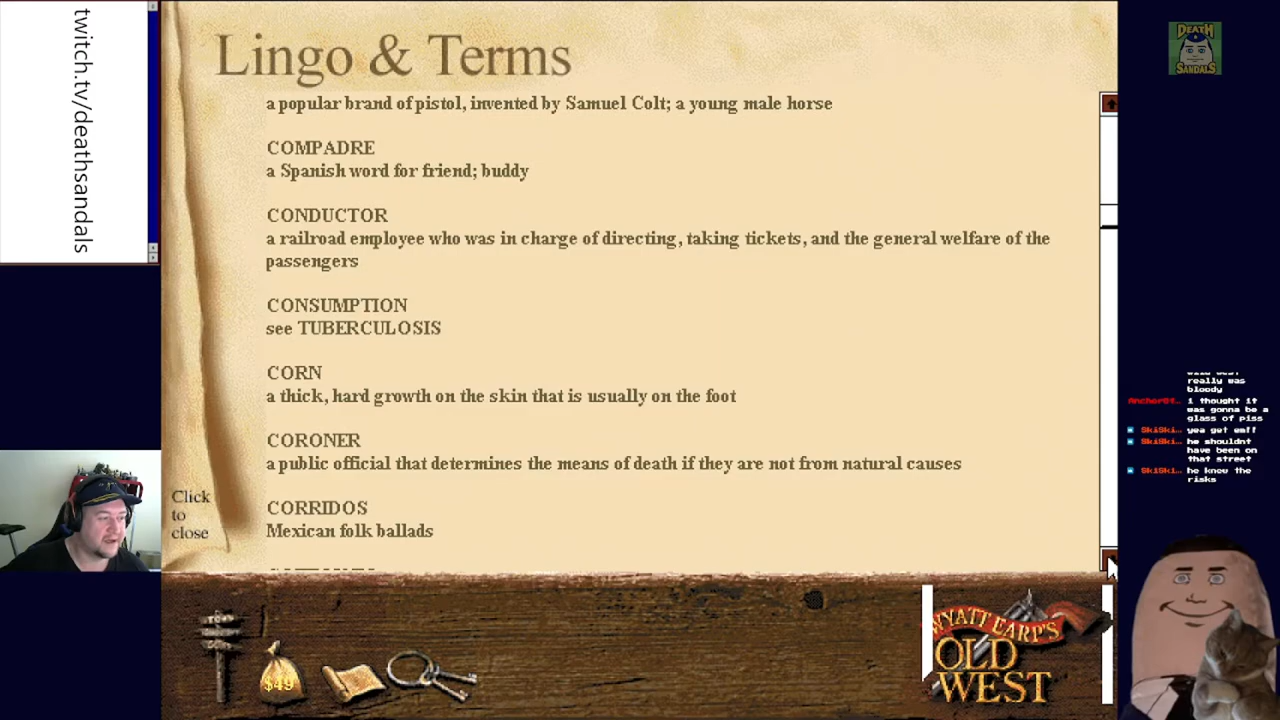 twitch.tv/deathsandals
Lingo & Terms
a popular brand of pistol, invented by Samuel Colt; a young male horse
COMPADRE
a Spanish word for friend; buddy
CONDUCTOR
a railroad employee who was in charge of directing, taking tickets, and the general welfare of the
passengers
CONSUMPTION
see TUBERCULOSIS
CORN
a thick, hard growth on the skin that is usually on the foot
CORONER
a public official that determines the means of death if they are not from natural causes
CORRIDOS
Mexican folk ballads
Click
to
close
$49
WYATT EARP'S
OLD
WEST
DEATH
SANDALS
really was
bloody
i thought it
was gonna be a
glass of piss
SkiSki… yea get em!!
SkiSki… he shouldnt
have been on
that street
SkiSki… he knew the
risks